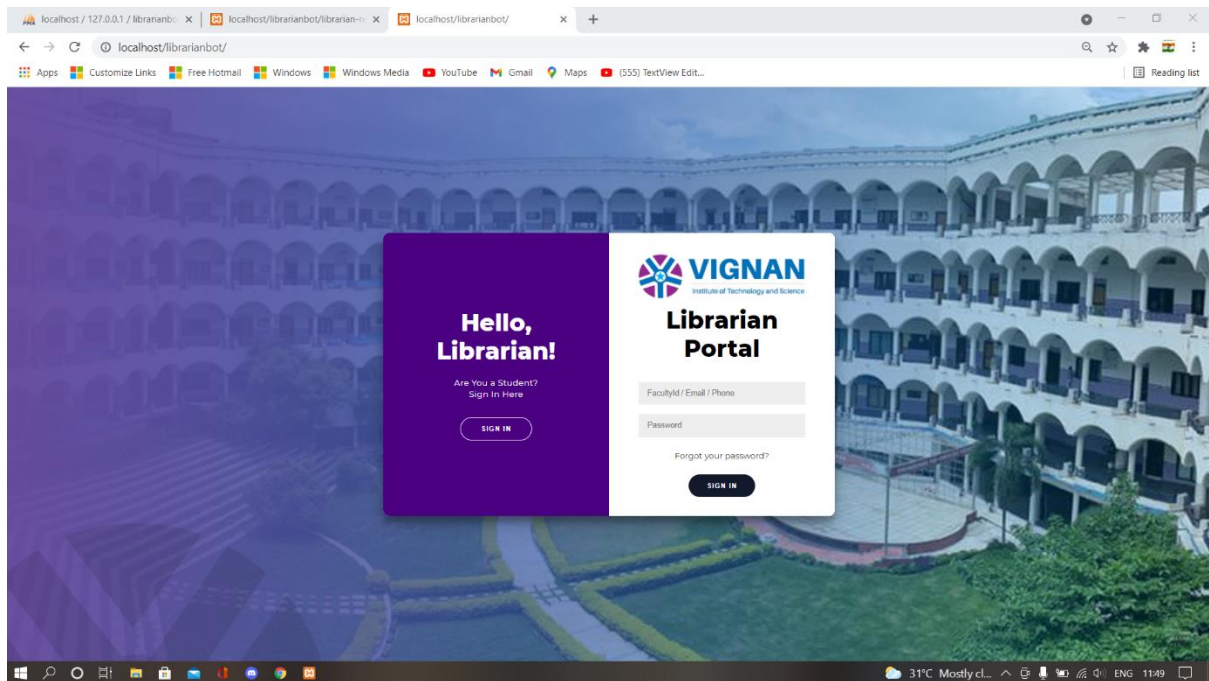 localhost / 127.0.0.1 / librarianbo
localhost/librarianbot/librarian-re
localhost/librarianbot/
localhost/librarianbot/
Apps
Customize Links
Free Hotmail
Windows
Windows Media
YouTube
Gmail
Maps
(555) TextView Edit...
Reading list
Hello,
Librarian!
Are You a Student?
Sign In Here
SIGN IN
VIGNAN
Institute of Technology and Science
Librarian
Portal
FacultyId / Email / Phone
Password
Forgot your password?
SIGN IN
31°C Mostly cl...
ENG
11:49